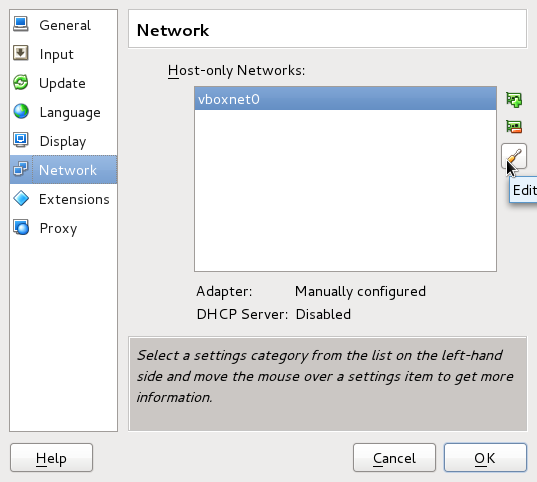 General
Input
Update
Language
Display
Network
Extensions
Proxy
Network
Host-only Networks:
vboxnet0
Edit
Adapter: Manually configured
DHCP Server: Disabled
Select a settings category from the list on the left-hand
side and move the mouse over a settings item to get more
information.
Help
Cancel
OK